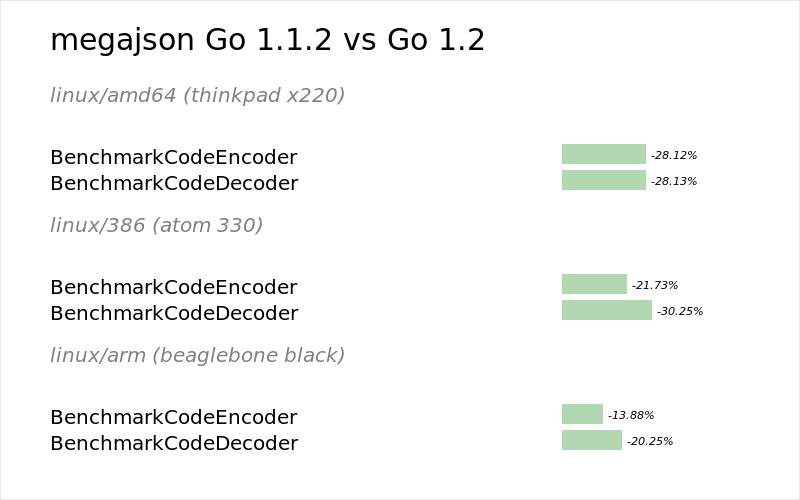 megajson Go 1.1.2 vs Go 1.2
linux/amd64 (thinkpad x220)
BenchmarkCodeEncoder -28.12%
BenchmarkCodeDecoder -28.13%
linux/386 (atom 330)
BenchmarkCodeEncoder -21.73%
BenchmarkCodeDecoder -30.25%
linux/arm (beaglebone black)
BenchmarkCodeEncoder -13.88%
BenchmarkCodeDecoder -20.25%